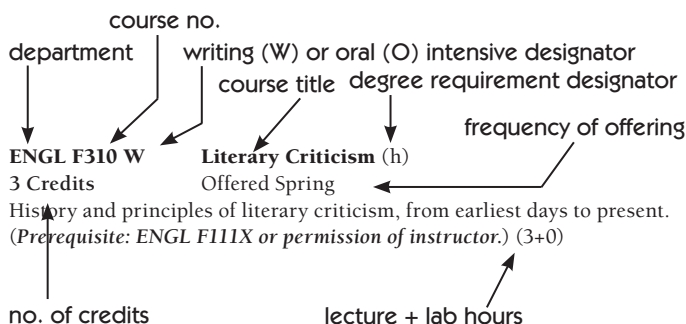 course no.
department writing (W) or oral (O) intensive designator
course title degree requirement designator
frequency of offering
ENGL F310 W Literary Criticism (h)
3 Credits Offered Spring
History and principles of literary criticism, from earliest days to present.
(Prerequisite: ENGL F111X or permission of instructor.) (3+0)
no. of credits lecture + lab hours